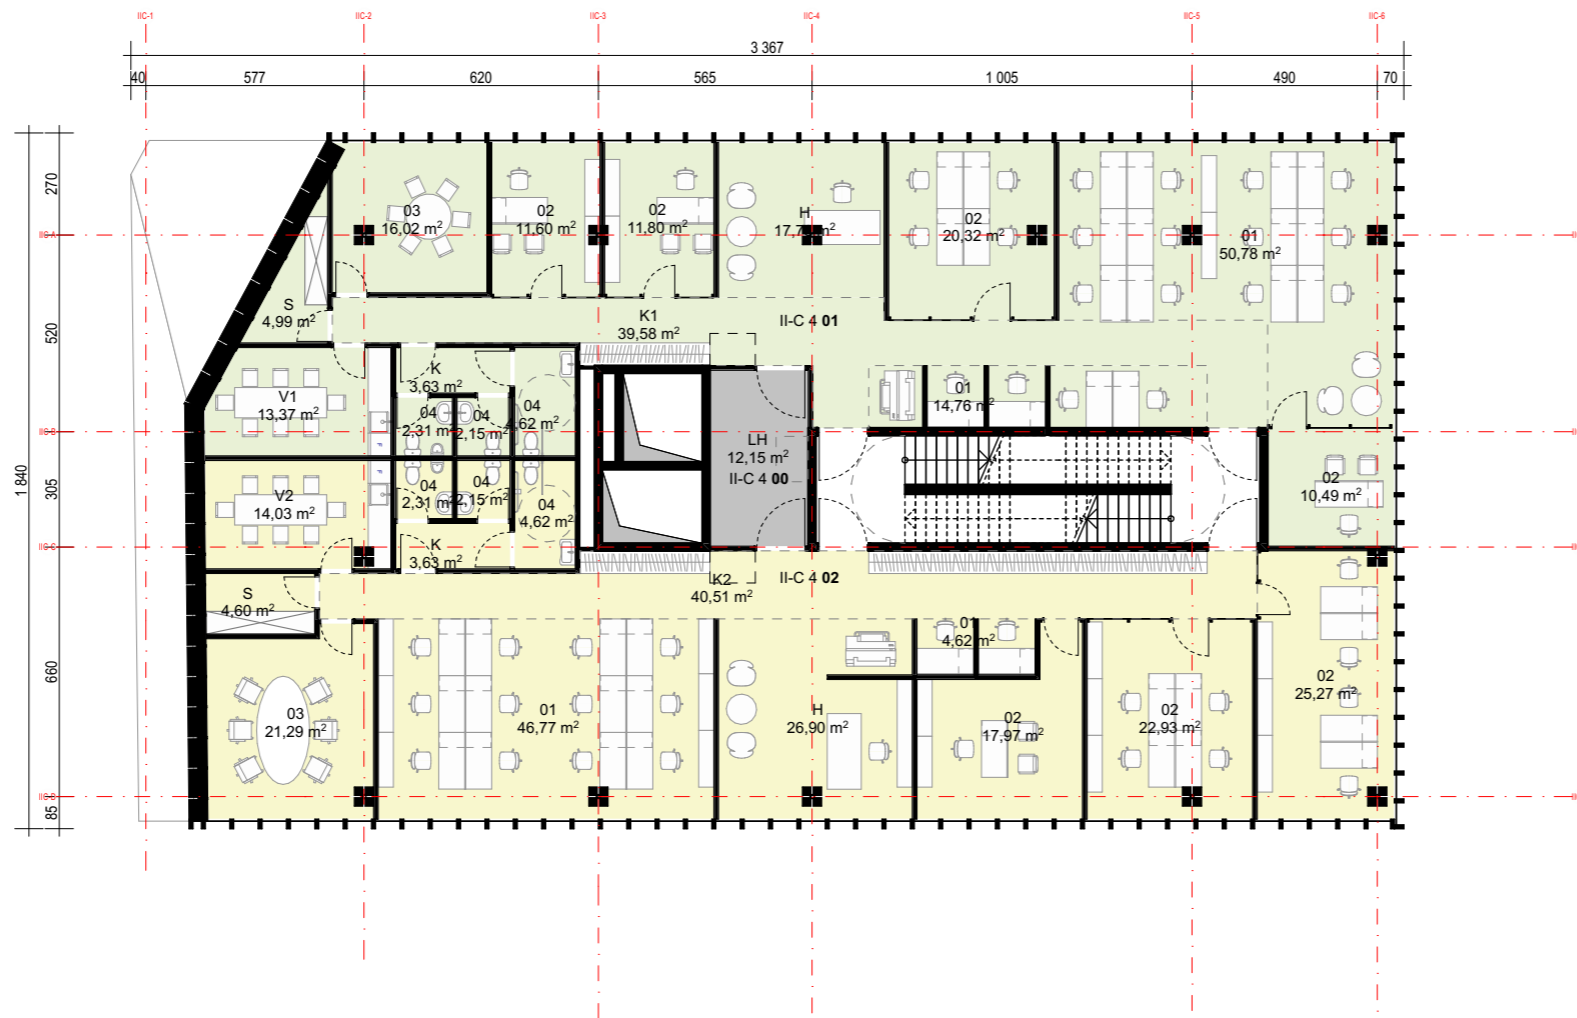 IIC-1
IIC-2
IIC-3
IIC-4
IIC-5
IIC-6
3 367
40
577
620
565
1 005
490
70
1 840
270
520
305
660
85
IIC-A
IIC-B
IIC-C
03
16,02 m²
02
11,60 m²
02
11,80 m²
H
02
20,32 m²
01
50,78 m²
S
4,99 m²
K1
39,58 m²
II-C 4 01
K
3,63 m²
V1
13,37 m²
04
2,31 m²
04
2,15 m²
04
4,62 m²
01
14,76 m²
LH
12,15 m²
II-C 4 00
02
10,49 m²
V2
14,03 m²
04
2,31 m²
2,15 m²
04
4,62 m²
K
3,63 m²
K2
40,51 m²
II-C 4 02
S
4,60 m²
01
4,62 m²
03
21,29 m²
01
46,77 m²
H
26,90 m²
02
17,97 m²
02
22,93 m²
02
25,27 m²